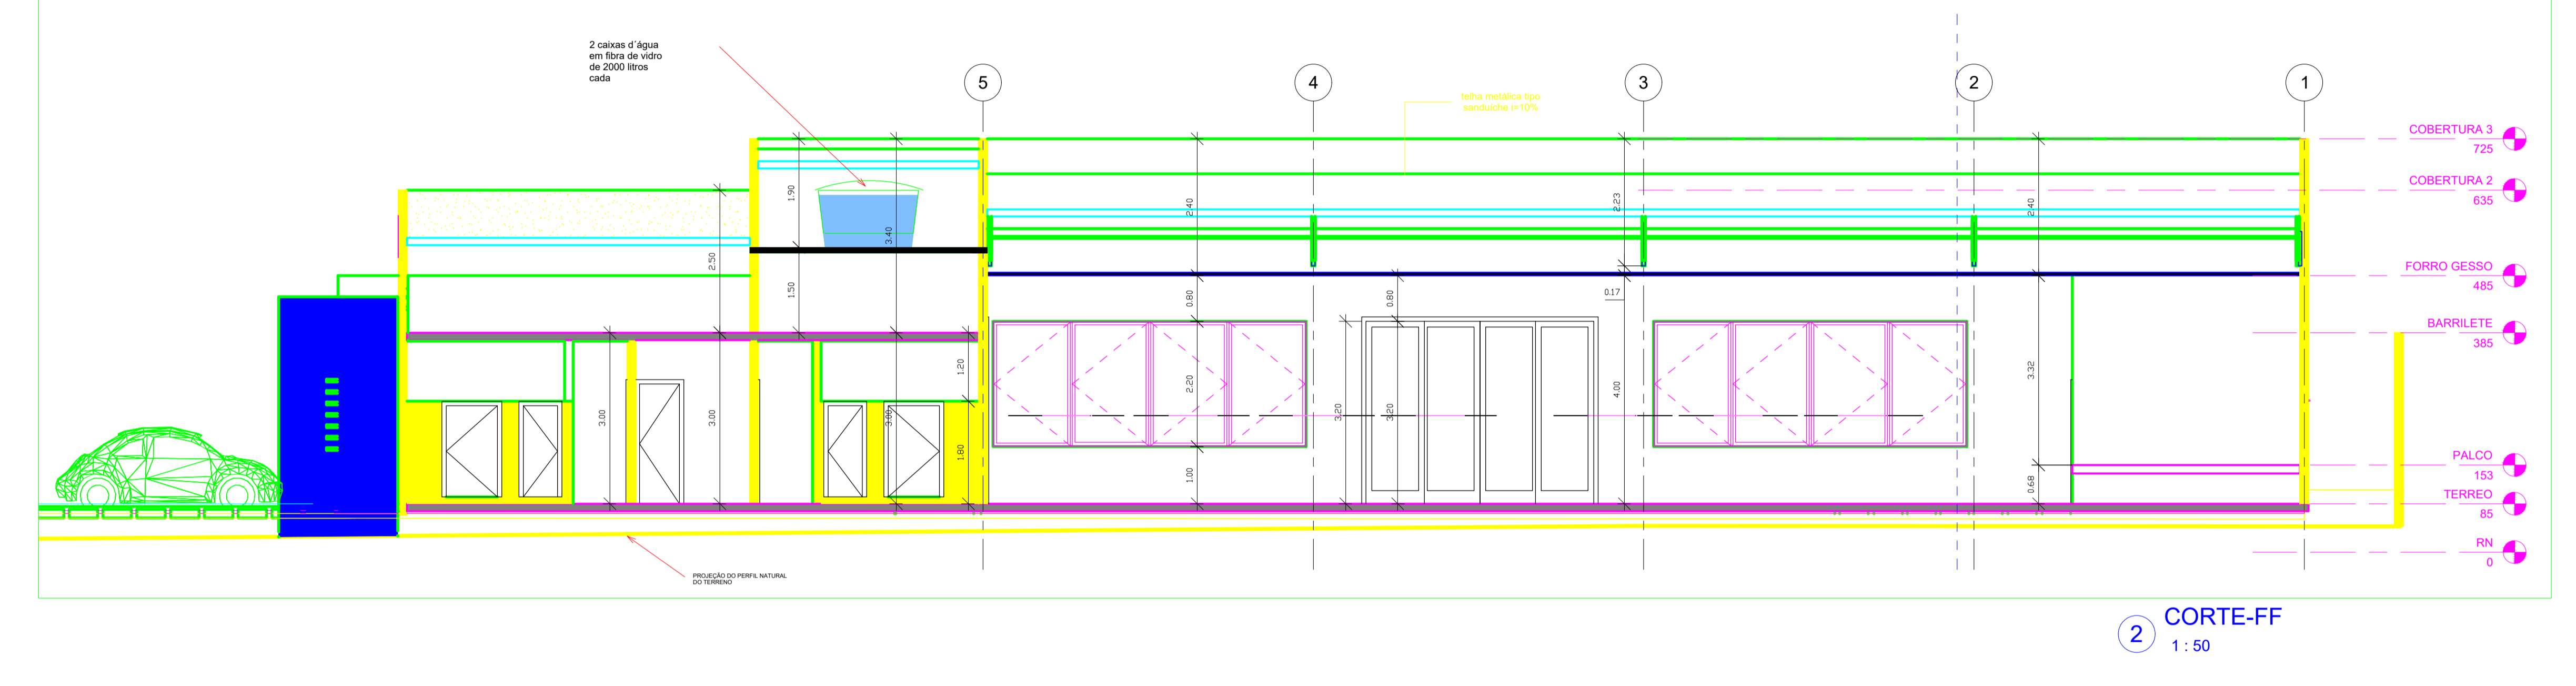 2 caixas d´água
em fibra de vidro
de 2000 litros
cada
5
4
3
2
1
telha metálica tipo
sanduíche i=10%
COBERTURA 3
725
COBERTURA 2
635
FORRO GESSO
485
BARRILETE
385
PALCO
153
TERREO
85
RN
0
1.90
1.50
3.40
2.50
3.00
3.00
3.00
1.20
1.80
2.40
0.80
2.20
1.00
0.80
3.20
3.20
2.23
0.17
4.00
2.40
3.32
0.68
PROJEÇÃO DO PERFIL NATURAL
DO TERRENO
2
CORTE-FF
1 : 50